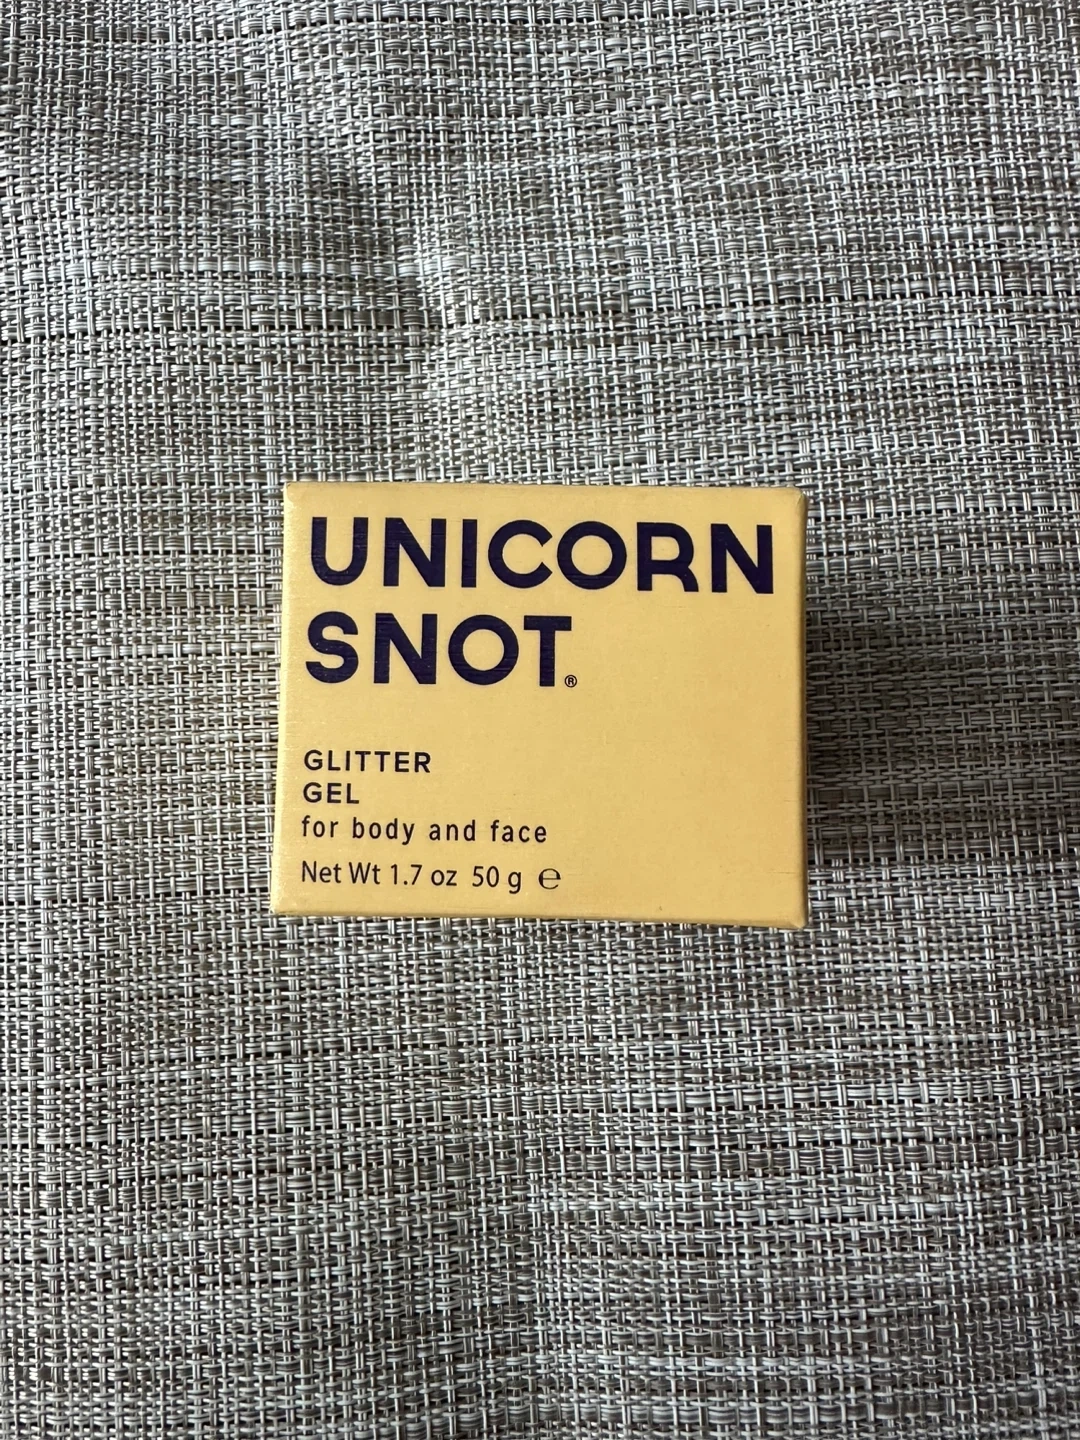 UNICORN
SNOT®
GLITTER
GEL
for body and face
Net Wt 1.7 oz 50 g ℮